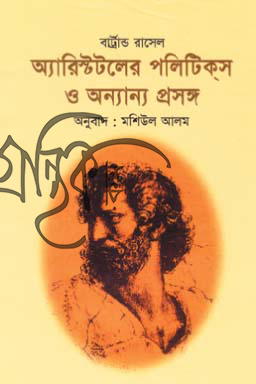 বার্ট্রান্ড রাসেল
অ্যারিস্টটলের পলিটিক্‌স
ও অন্যান্য প্রসঙ্গ
অনুবাদ : মশিউল আলম